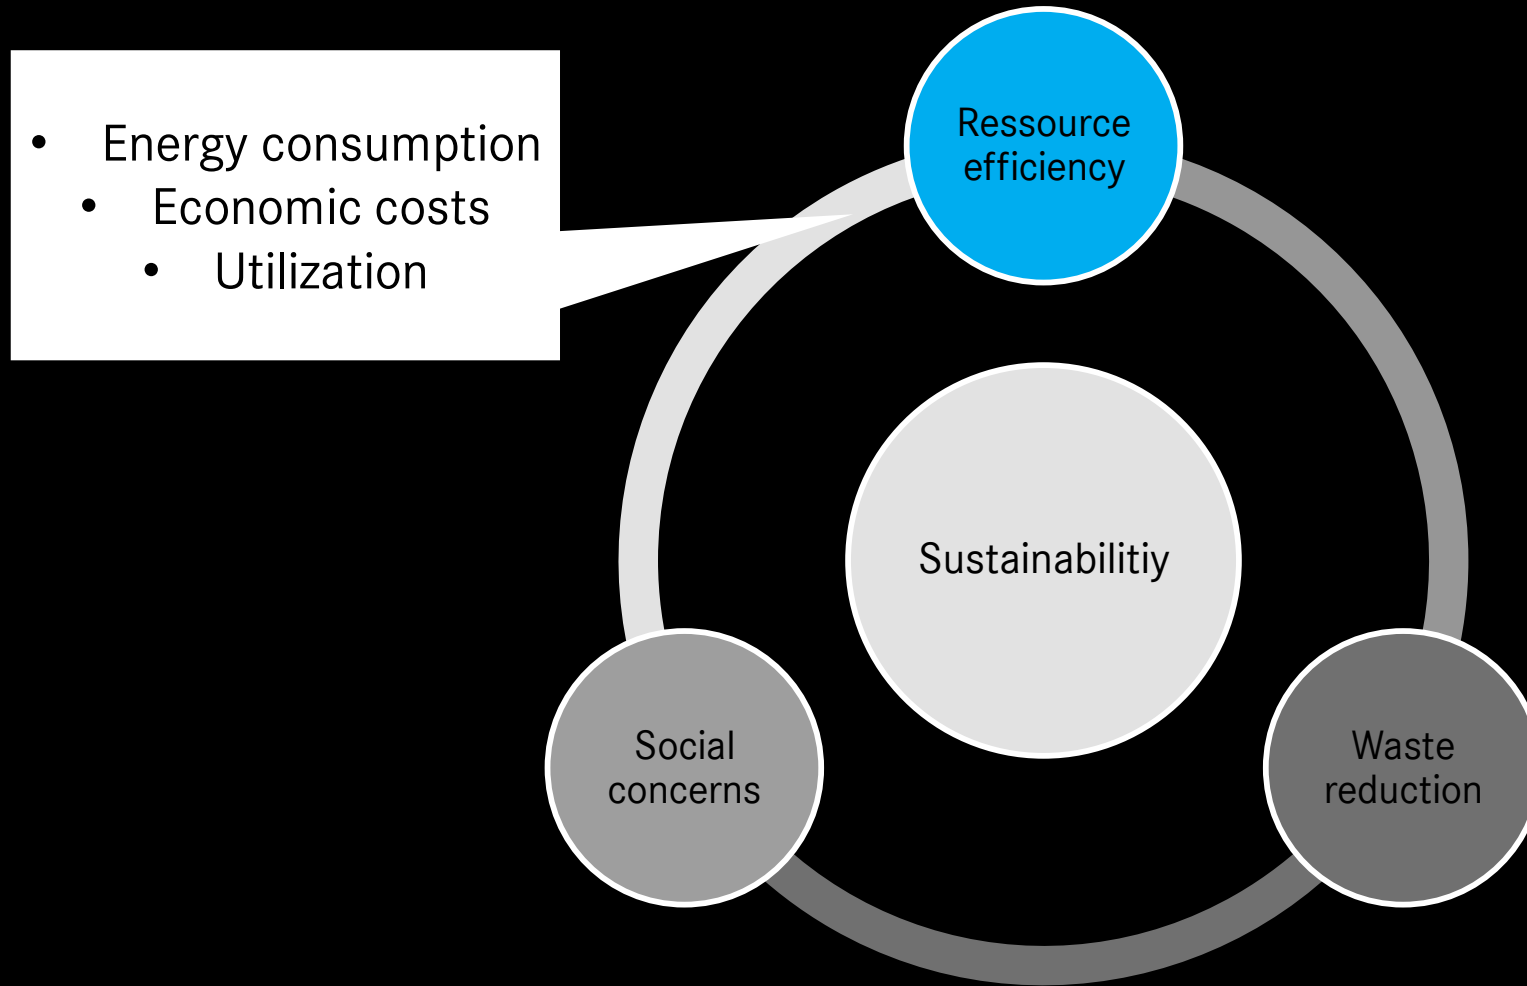 • Energy consumption
• Economic costs
• Utilization
Ressource
efficiency
Sustainabilitiy
Social
concerns
Waste
reduction